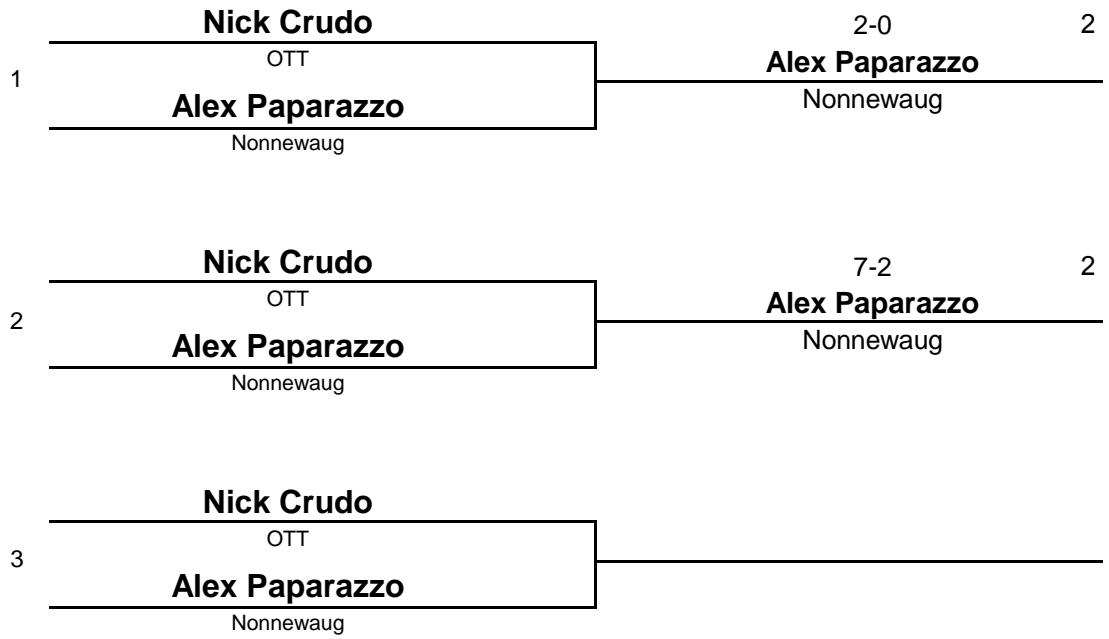 Nick Crudo
2-0 2
OTT
Alex Paparazzo
1
Alex Paparazzo
Nonnewaug
Nonnewaug
Nick Crudo
7-2 2
OTT
Alex Paparazzo
2
Alex Paparazzo
Nonnewaug
Nonnewaug
Nick Crudo
OTT
3
Alex Paparazzo
Nonnewaug